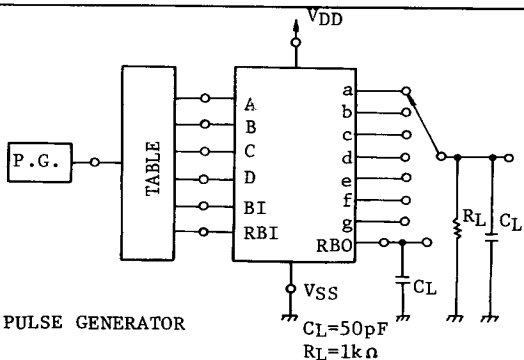 VDD
P.G.
TABLE
A
B
C
D
BI
RBI
a
b
c
d
e
f
g
RBO
RL
CL
CL
VSS
PULSE GENERATOR
CL=50pF
RL=1kΩ